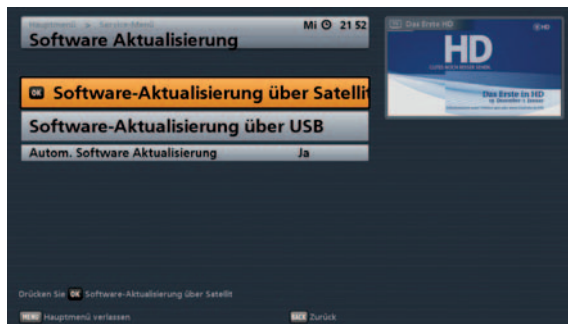 Hauptmenü > Service-Menü
Mi 21 52
Software Aktualisierung
OK Software-Aktualisierung über Satellit
Software-Aktualisierung über USB
Autom. Software Aktualisierung Ja
Das Erste HD
HD
Das Erste in HD
Drücken Sie OK Software-Aktualisierung über Satellit
MENU Hauptmenü verlassen
BACK Zurück